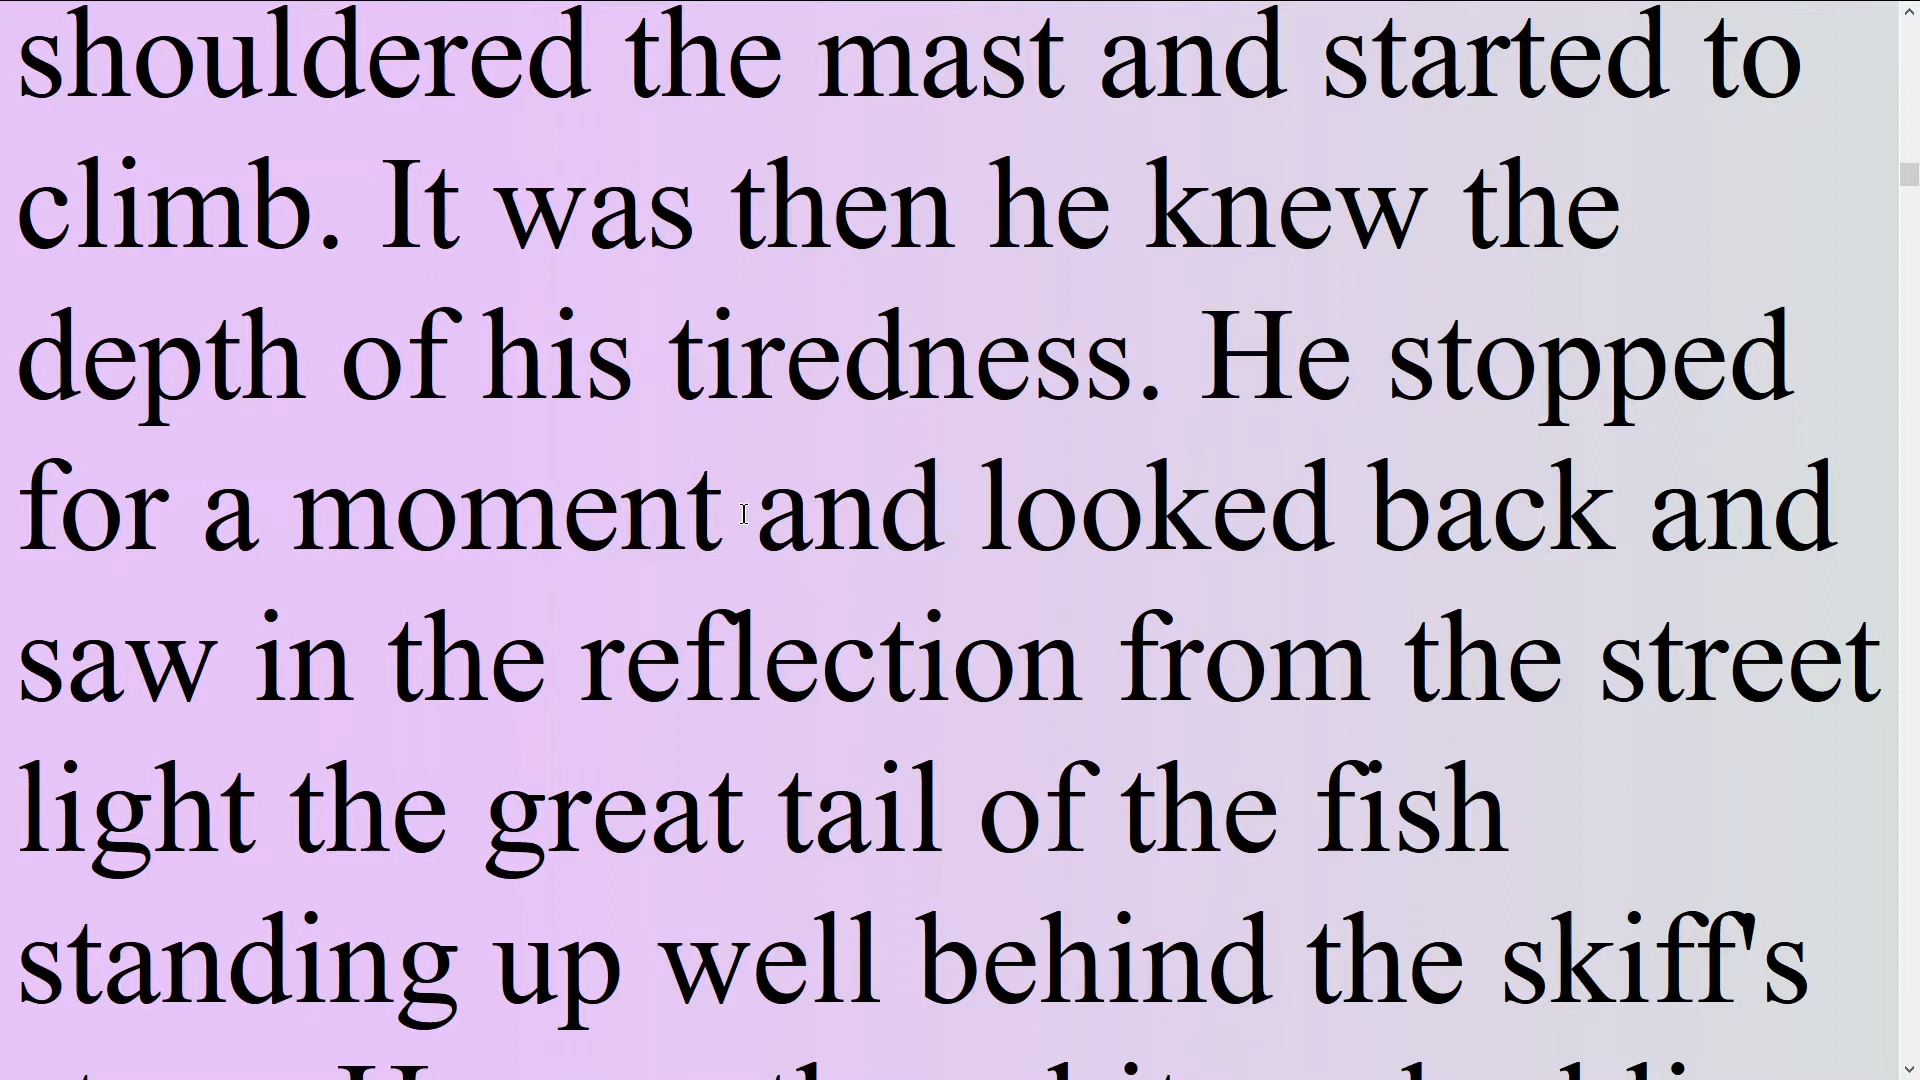 shouldered the mast and started to
climb. It was then he knew the
depth of his tiredness. He stopped
for a moment and looked back and
saw in the reflection from the street
light the great tail of the fish
standing up well behind the skiff's